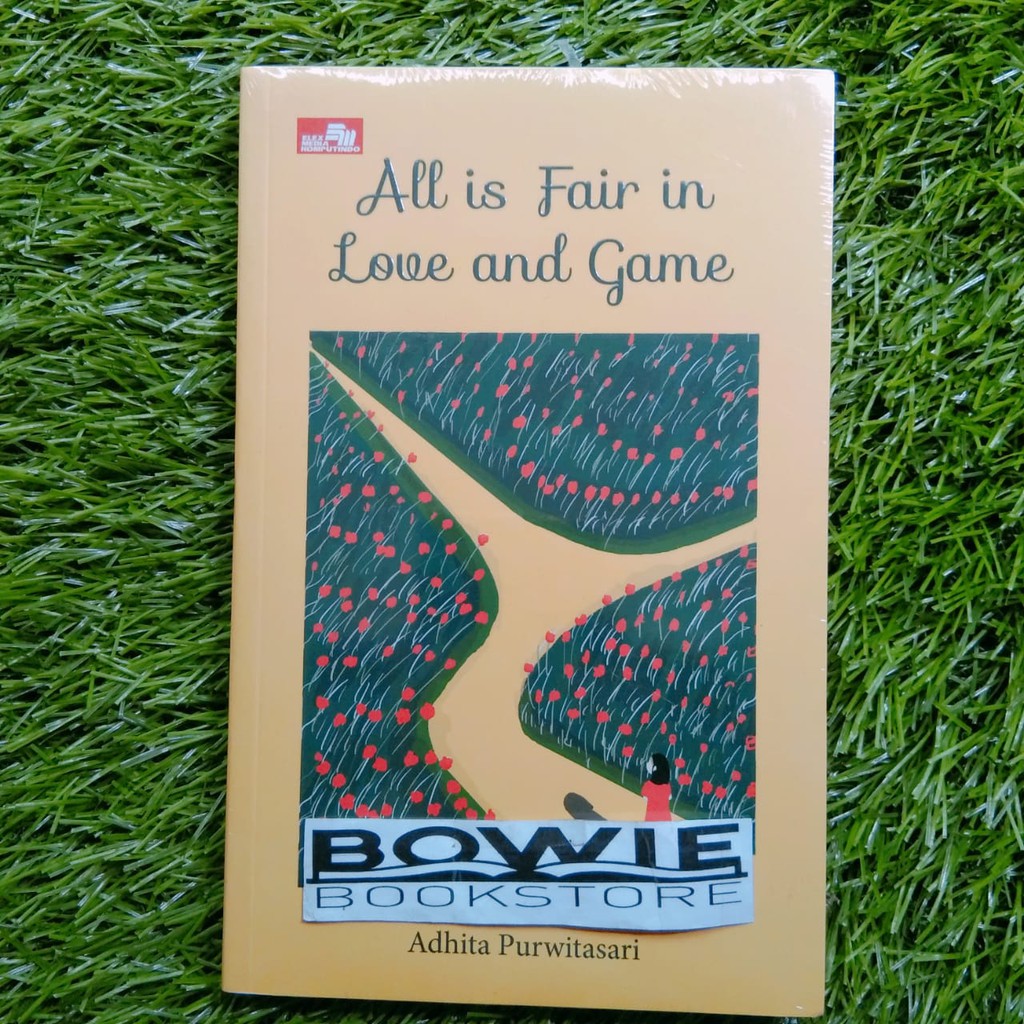 ELEX
MEDIA
KOMPUTINDO
All is Fair in
Love and Game
BOWIE
BOOKSTORE
Adhita Purwitasari